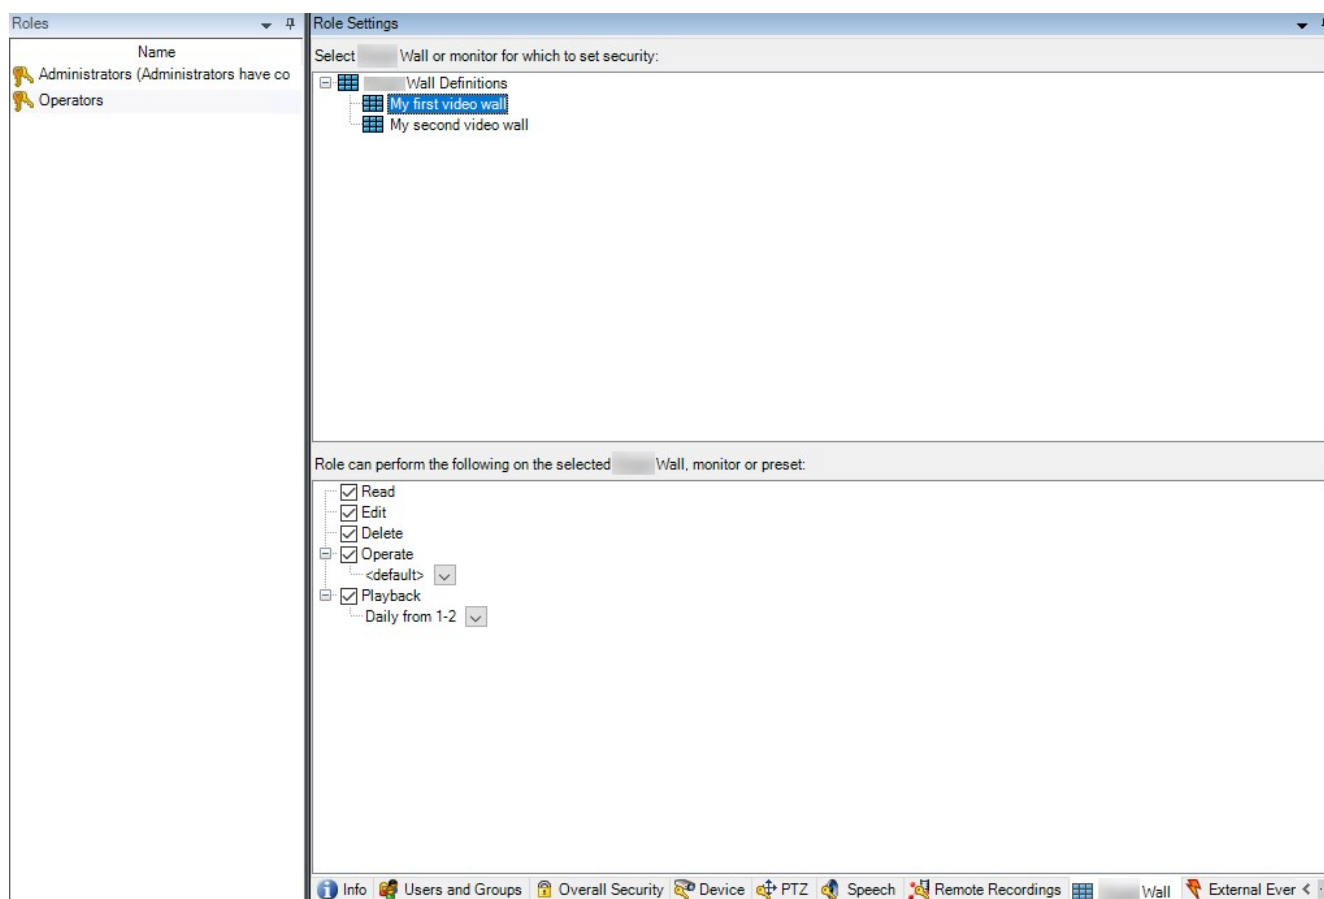 Roles
Name
Administrators (Administrators have co
Operators
Role Settings
Select Wall or monitor for which to set security:
Wall Definitions
My first video wall
My second video wall
Role can perform the following on the selected Wall, monitor or preset:
Read
Edit
Delete
Operate
<default>
Playback
Daily from 1-2
Info Users and Groups Overall Security Device PTZ Speech Remote Recordings Wall External Ever